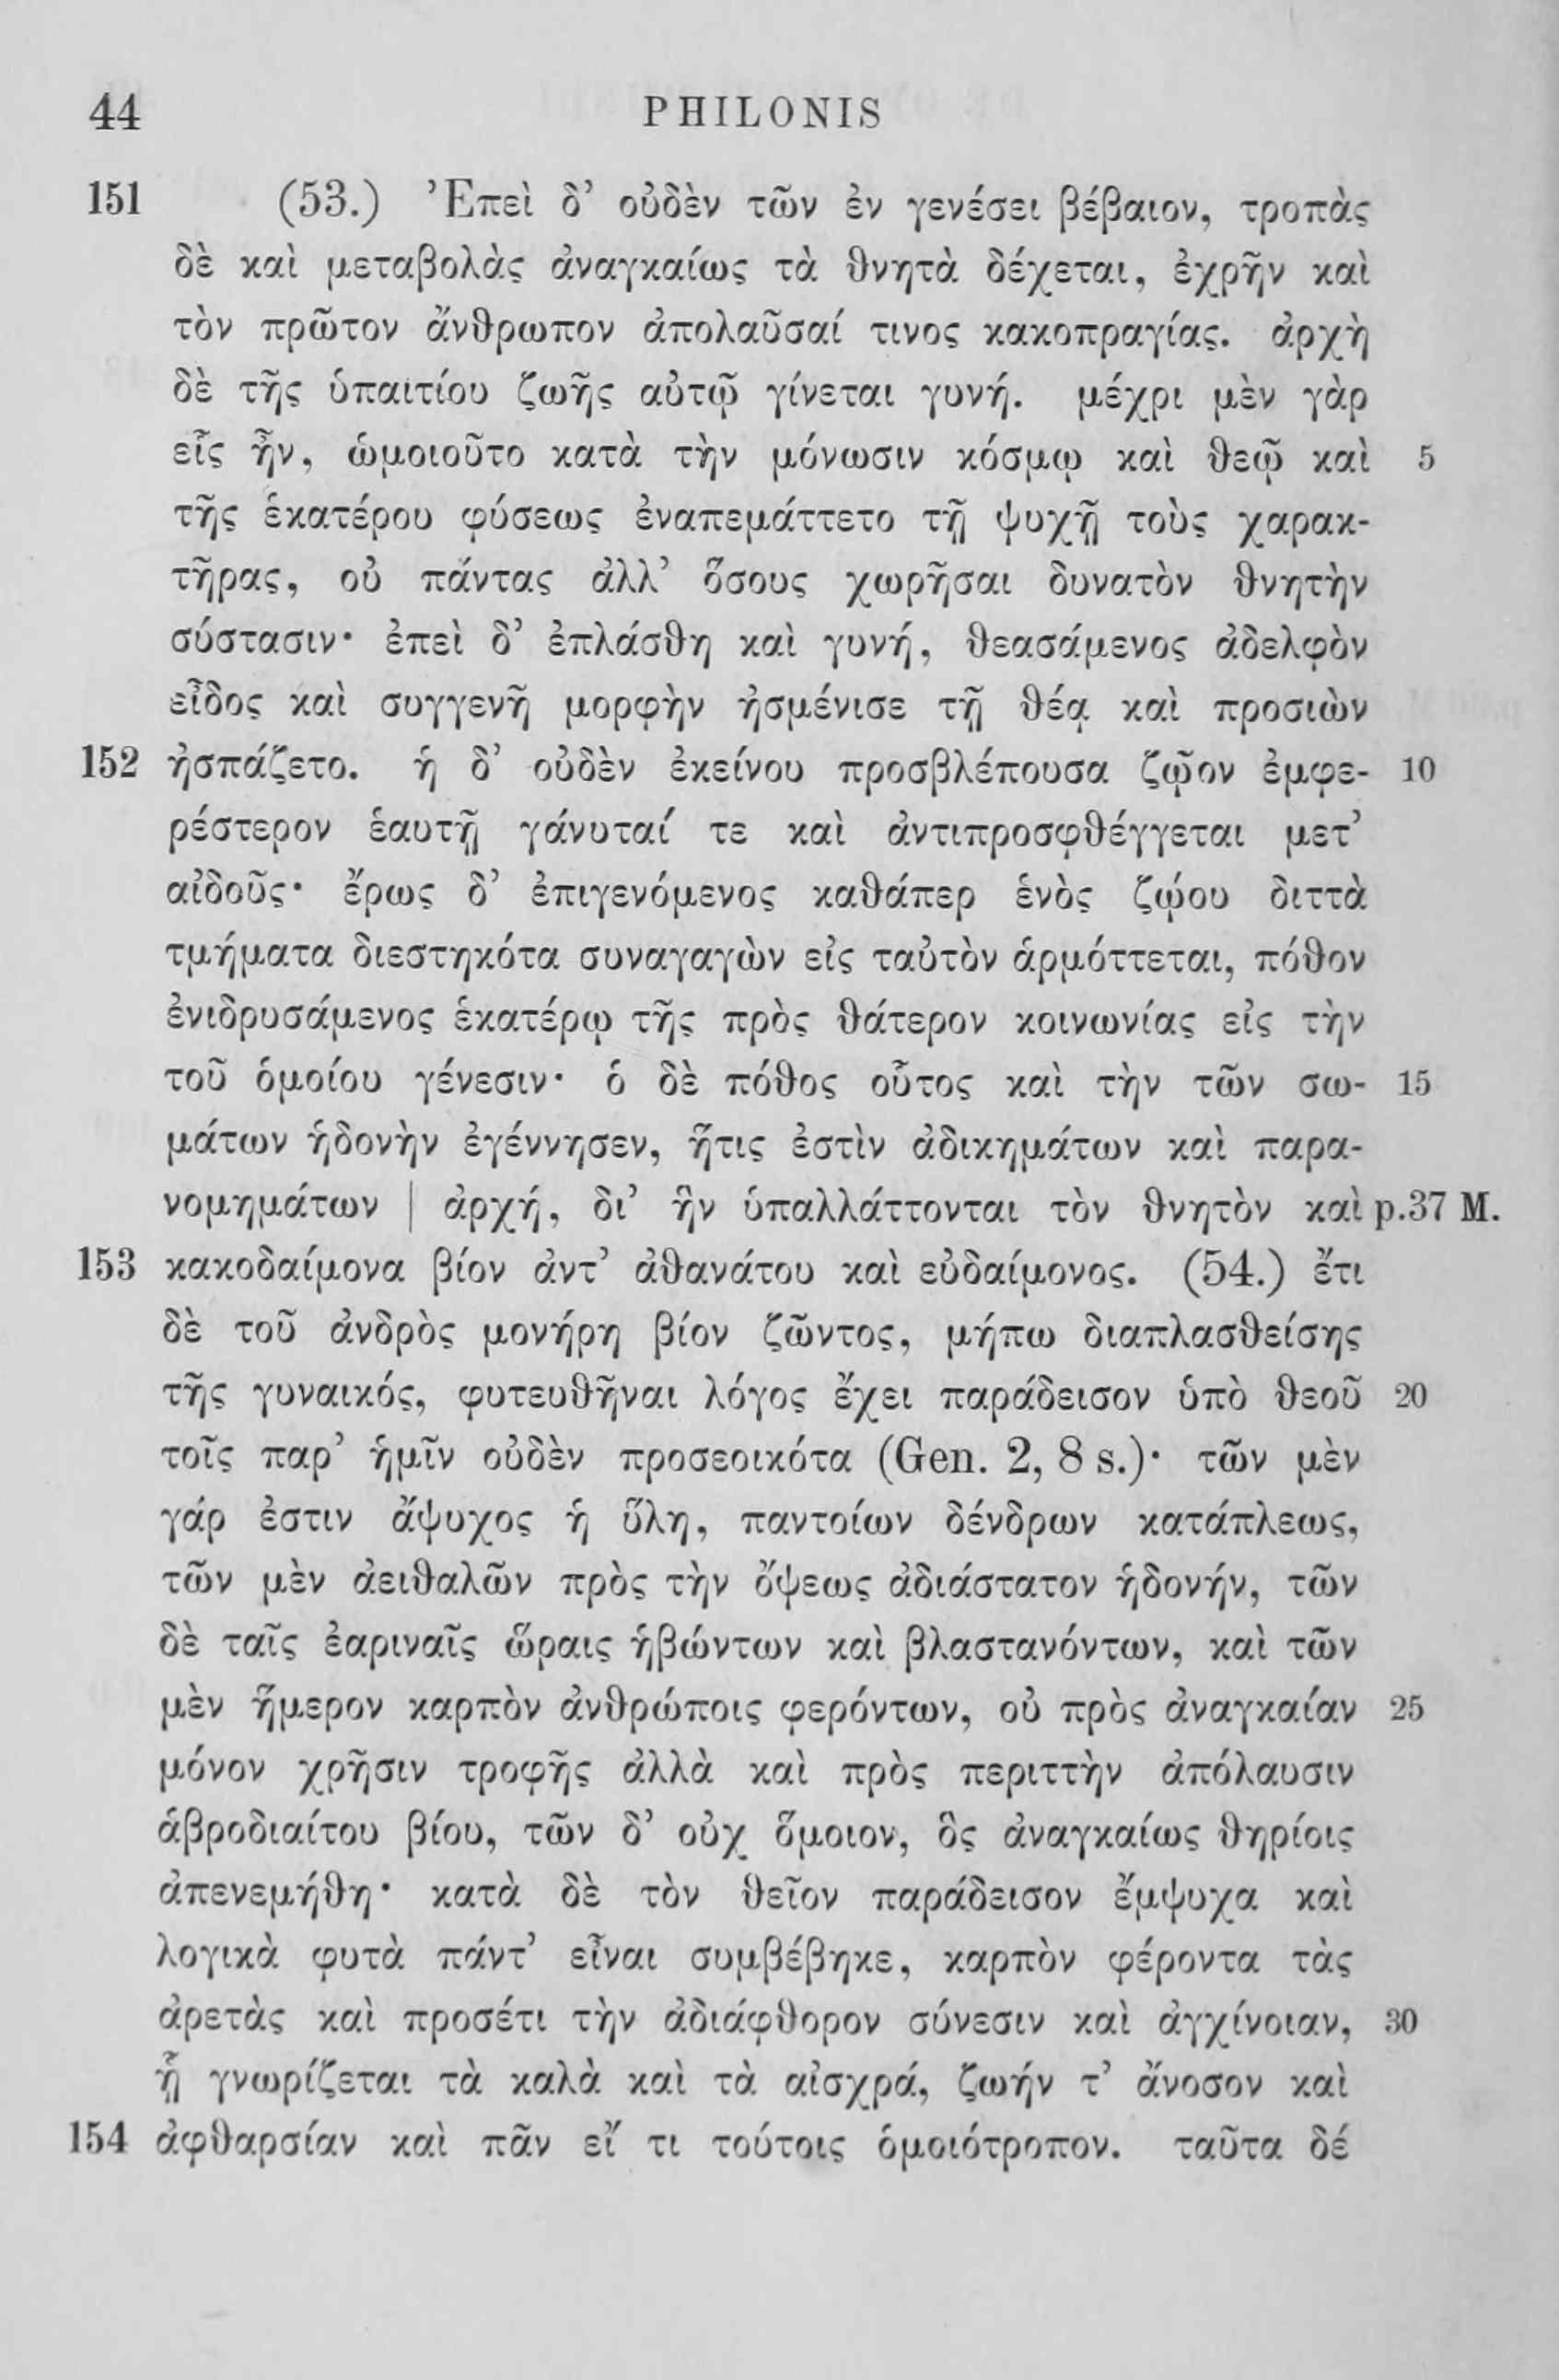 44 PHILONIS
151 (53.) Ἐπεὶ δ’ οὐδὲν τῶν ἐν γενέσει βέβαιον, τροπὰς
δὲ καὶ μεταβολὰς ἀναγκαίως τὰ θνητὰ δέχεται, ἐχρῆν καὶ
τὸν πρῶτον ἄνθρωπον ἀπολαῦσαί τινος κακοπραγίας. ἀρχὴ
δὲ τῆς ὑπαιτίου ζωῆς αὐτῷ γίνεται γυνή. μέχρι μὲν γὰρ
εἷς ἦν, ὡμοιοῦτο κατὰ τὴν μόνωσιν κόσμῳ καὶ θεῷ καὶ 5
τῆς ἑκατέρου φύσεως ἐναπεμάττετο τῇ ψυχῇ τοὺς χαρακ-
τῆρας, οὐ πάντας ἀλλ’ ὅσους χωρῆσαι δυνατὸν θνητὴν
σύστασιν· ἐπεὶ δ’ ἐπλάσθη καὶ γυνή, θεασάμενος ἀδελφὸν
εἶδος καὶ συγγενῆ μορφὴν ἠσμένισε τῇ θέᾳ καὶ προσιὼν
152 ἠσπάζετο. ἡ δ’ οὐδὲν ἐκείνου προσβλέπουσα ζῷον ἐμφε- 10
ρέστερον ἑαυτῇ γάνυταί τε καὶ ἀντιπροσφθέγγεται μετ’
αἰδοῦς· ἔρως δ’ ἐπιγενόμενος καθάπερ ἑνὸς ζῴου διττὰ
τμήματα διεστηκότα συναγαγὼν εἰς ταὐτὸν ἁρμόττεται, πόθον
ἐνιδρυσάμενος ἑκατέρῳ τῆς πρὸς θάτερον κοινωνίας εἰς τὴν
τοῦ ὁμοίου γένεσιν· ὁ δὲ πόθος οὗτος καὶ τὴν τῶν σω- 15
μάτων ἡδονὴν ἐγέννησεν, ἥτις ἐστὶν ἀδικημάτων καὶ παρα-
νομημάτων | ἀρχή, δι’ ἣν ὑπαλλάττονται τὸν θνητὸν καὶ p.37 M.
153 κακοδαίμονα βίον ἀντ’ ἀθανάτου καὶ εὐδαίμονος. (54.) ἔτι
δὲ τοῦ ἀνδρὸς μονήρη βίον ζῶντος, μήπω διαπλασθείσης
τῆς γυναικός, φυτευθῆναι λόγος ἔχει παράδεισον ὑπὸ θεοῦ 20
τοῖς παρ’ ἡμῖν οὐδὲν προσεοικότα (Gen. 2, 8 s.)· τῶν μὲν
γάρ ἐστιν ἄψυχος ἡ ὕλη, παντοίων δένδρων κατάπλεως,
τῶν μὲν ἀειθαλῶν πρὸς τὴν ὄψεως ἀδιάστατον ἡδονήν, τῶν
δὲ ταῖς ἐαριναῖς ὥραις ἡβώντων καὶ βλαστανόντων, καὶ τῶν
μὲν ἥμερον καρπὸν ἀνθρώποις φερόντων, οὐ πρὸς ἀναγκαίαν 25
μόνον χρῆσιν τροφῆς ἀλλὰ καὶ πρὸς περιττὴν ἀπόλαυσιν
ἁβροδιαίτου βίου, τῶν δ’ οὐχ ὅμοιον, ὃς ἀναγκαίως θηρίοις
ἀπενεμήθη· κατὰ δὲ τὸν θεῖον παράδεισον ἔμψυχα καὶ
λογικὰ φυτὰ πάντ’ εἶναι συμβέβηκε, καρπὸν φέροντα τὰς
ἀρετὰς καὶ προσέτι τὴν ἀδιάφθορον σύνεσιν καὶ ἀγχίνοιαν, 30
ᾗ γνωρίζεται τὰ καλὰ καὶ τὰ αἰσχρά, ζωήν τ’ ἄνοσον καὶ
154 ἀφθαρσίαν καὶ πᾶν εἴ τι τούτοις ὁμοιότροπον. ταῦτα δέ